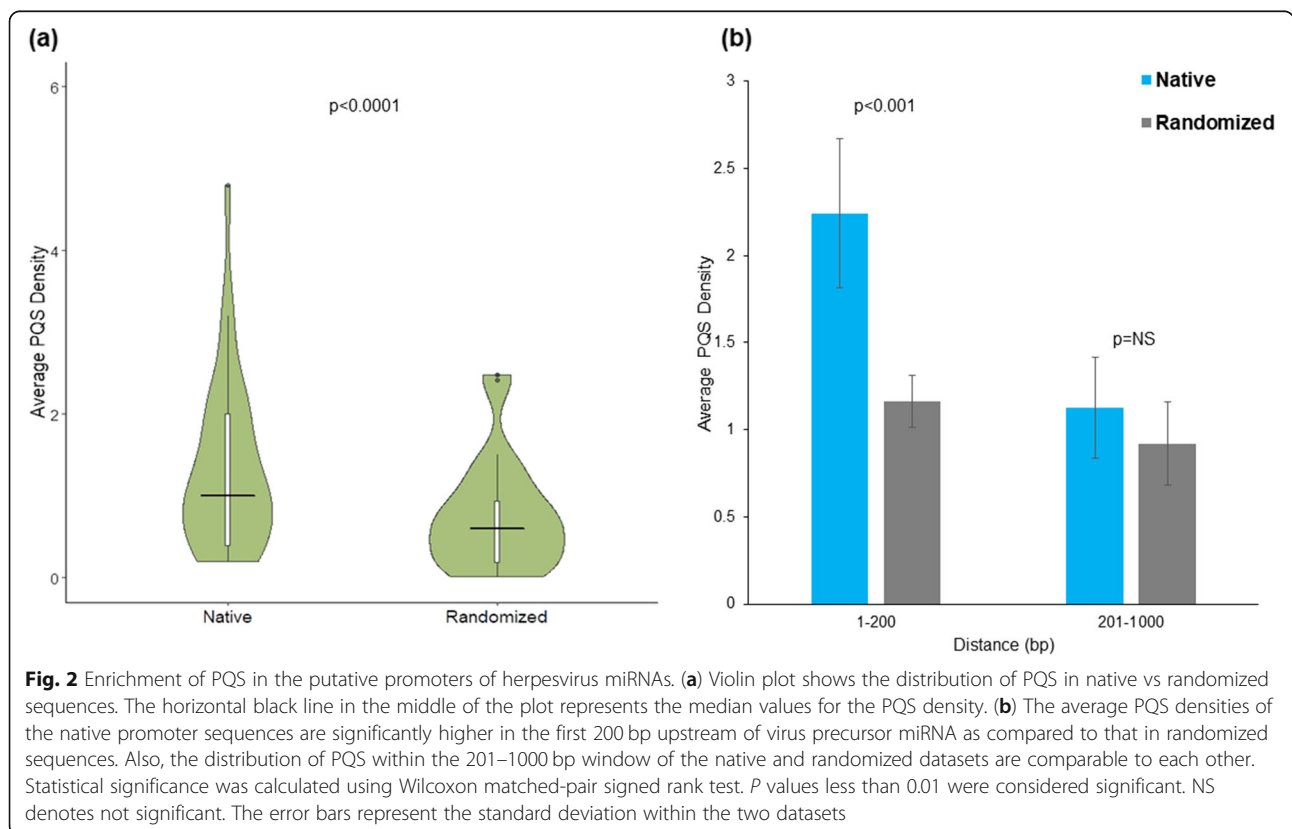 (a)
6
4
2
0
Average PQS Density
p<0.0001
Native
Randomized
(b)
3
2.5
2
1.5
1
0.5
0
Average PQS Density
Native
Randomized
p<0.001
p=NS
1-200
201-1000
Distance (bp)
Fig. 2 Enrichment of PQS in the putative promoters of herpesvirus miRNAs. (a) Violin plot shows the distribution of PQS in native vs randomized
sequences. The horizontal black line in the middle of the plot represents the median values for the PQS density. (b) The average PQS densities of
the native promoter sequences are significantly higher in the first 200 bp upstream of virus precursor miRNA as compared to that in randomized
sequences. Also, the distribution of PQS within the 201–1000 bp window of the native and randomized datasets are comparable to each other.
Statistical significance was calculated using Wilcoxon matched-pair signed rank test. P values less than 0.01 were considered significant. NS
denotes not significant. The error bars represent the standard deviation within the two datasets